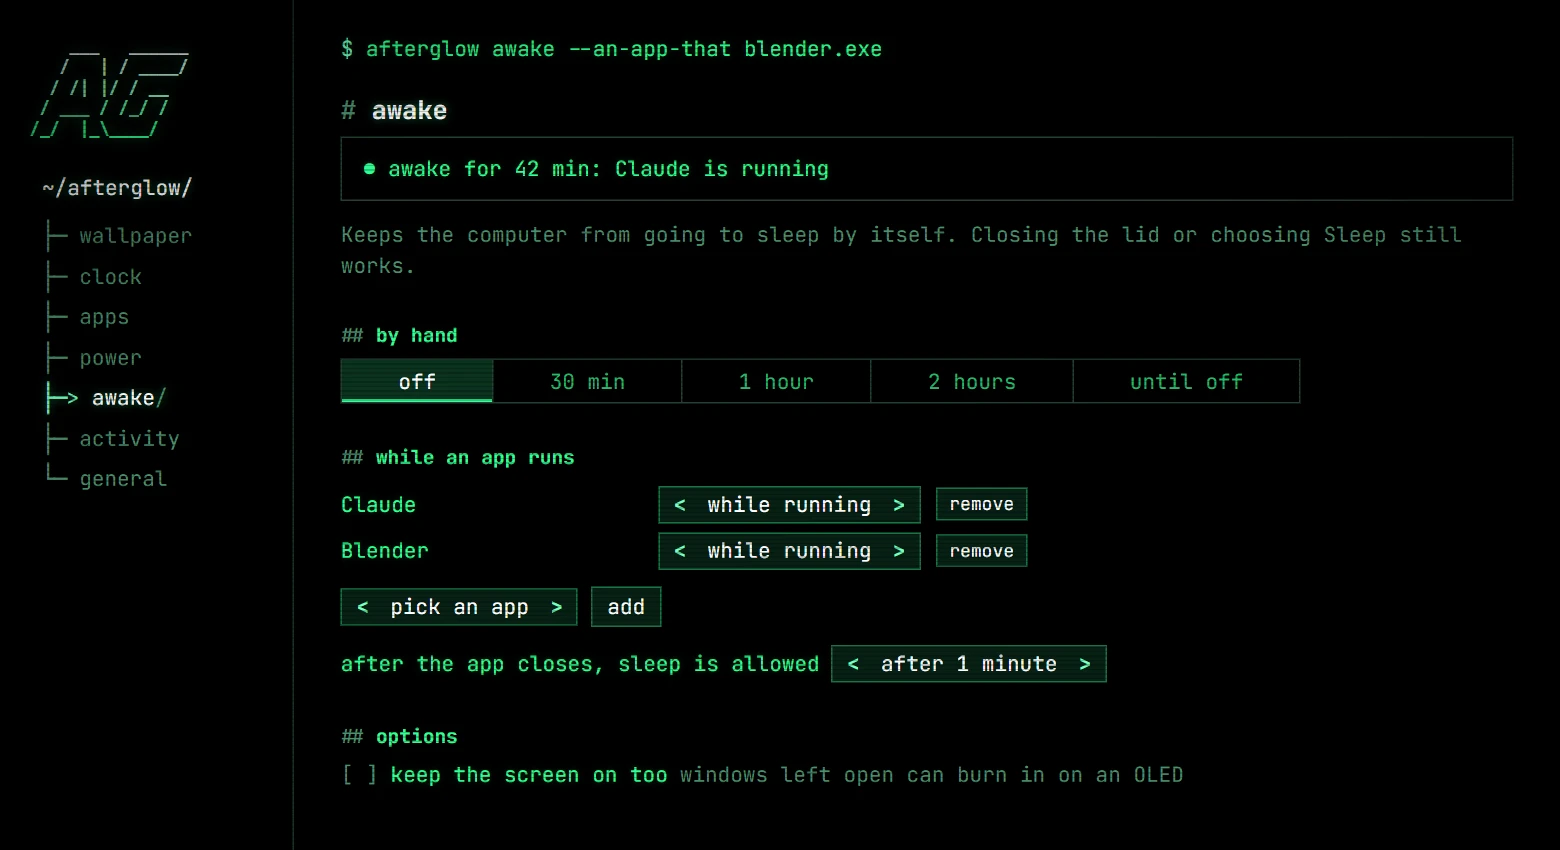 ~/afterglow/
├─ wallpaper
├─ clock
├─ apps
├─ power
├─> awake/
├─ activity
└─ general
$ afterglow awake --an-app-that blender.exe
# awake
● awake for 42 min: Claude is running
Keeps the computer from going to sleep by itself. Closing the lid or choosing Sleep still
works.
## by hand
off 30 min 1 hour 2 hours until off
## while an app runs
Claude < while running > remove
Blender < while running > remove
< pick an app > add
after the app closes, sleep is allowed < after 1 minute >
## options
[ ] keep the screen on too windows left open can burn in on an OLED